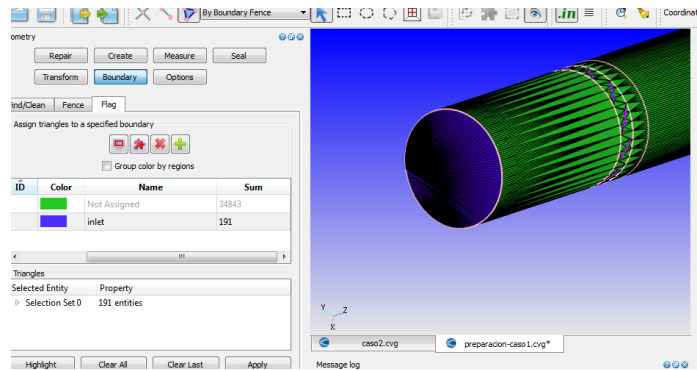 By Boundary Fence
.in
Coordinat
ometry
Repair Create Measure Seal
Transform Boundary Options
ind/Clean Fence Flag
Assign triangles to a specified boundary
Group color by regions
ID Color Name Sum
Not Assigned 34843
inlet 191
Triangles
Selected Entity Property
Selection Set 0 191 entities
Highlight Clear All Clear Last Apply
Y
Z
X
caso2.cvg preparacion-caso1.cvg*
Message log